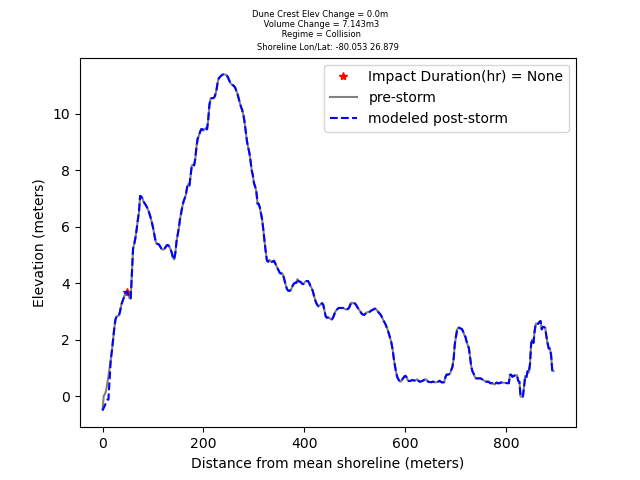 Dune Crest Elev Change = 0.0m
Volume Change = 7.143m3
Regime = Collision
Shoreline Lon/Lat: -80.053 26.879
Impact Duration(hr) = None
pre-storm
modeled post-storm
Elevation (meters)
10
8
6
4
2
0
0 200 400 600 800
Distance from mean shoreline (meters)